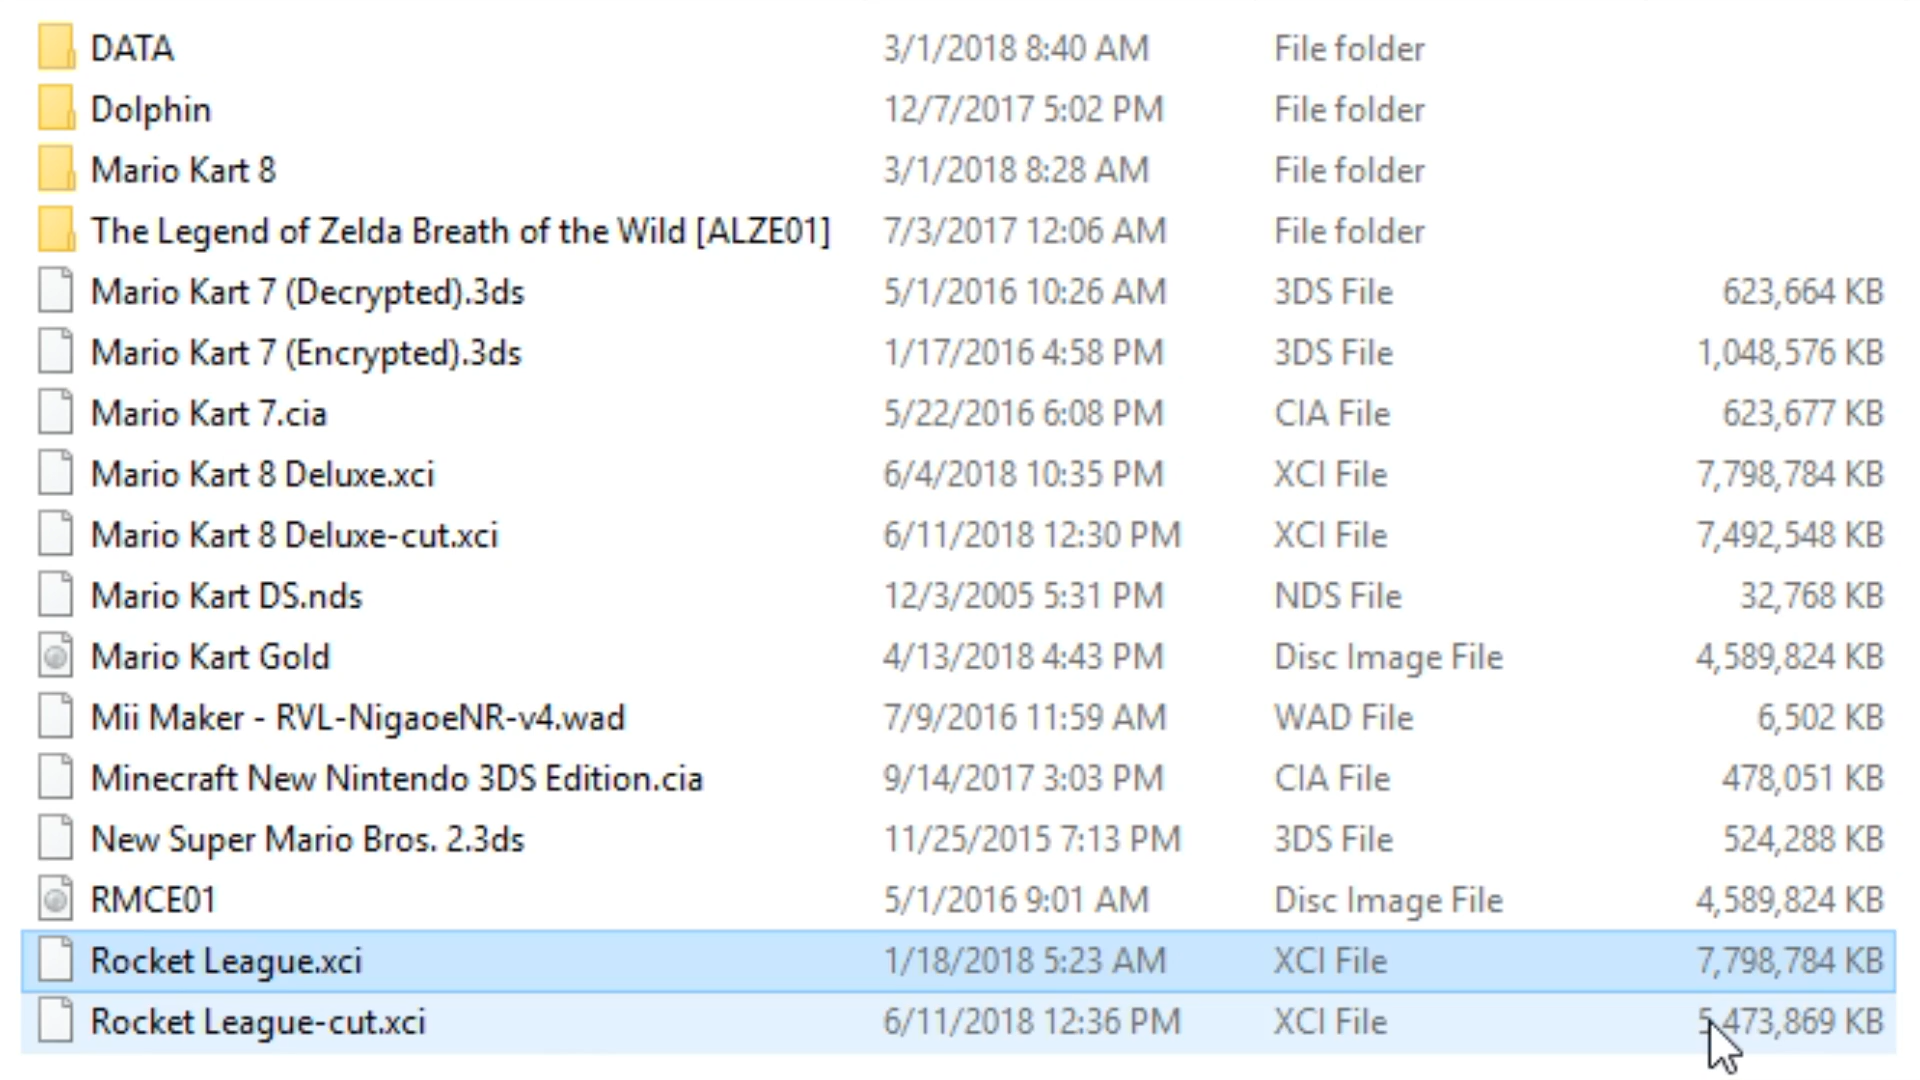 DATA 3/1/2018 8:40 AM File folder
Dolphin 12/7/2017 5:02 PM File folder
Mario Kart 8 3/1/2018 8:28 AM File folder
The Legend of Zelda Breath of the Wild [ALZE01] 7/3/2017 12:06 AM File folder
Mario Kart 7 (Decrypted).3ds 5/1/2016 10:26 AM 3DS File 623,664 KB
Mario Kart 7 (Encrypted).3ds 1/17/2016 4:58 PM 3DS File 1,048,576 KB
Mario Kart 7.cia 5/22/2016 6:08 PM CIA File 623,677 KB
Mario Kart 8 Deluxe.xci 6/4/2018 10:35 PM XCI File 7,798,784 KB
Mario Kart 8 Deluxe-cut.xci 6/11/2018 12:30 PM XCI File 7,492,548 KB
Mario Kart DS.nds 12/3/2005 5:31 PM NDS File 32,768 KB
Mario Kart Gold 4/13/2018 4:43 PM Disc Image File 4,589,824 KB
Mii Maker - RVL-NigaoeNR-v4.wad 7/9/2016 11:59 AM WAD File 6,502 KB
Minecraft New Nintendo 3DS Edition.cia 9/14/2017 3:03 PM CIA File 478,051 KB
New Super Mario Bros. 2.3ds 11/25/2015 7:13 PM 3DS File 524,288 KB
RMCE01 5/1/2016 9:01 AM Disc Image File 4,589,824 KB
Rocket League.xci 1/18/2018 5:23 AM XCI File 7,798,784 KB
Rocket League-cut.xci 6/11/2018 12:36 PM XCI File 5,473,869 KB